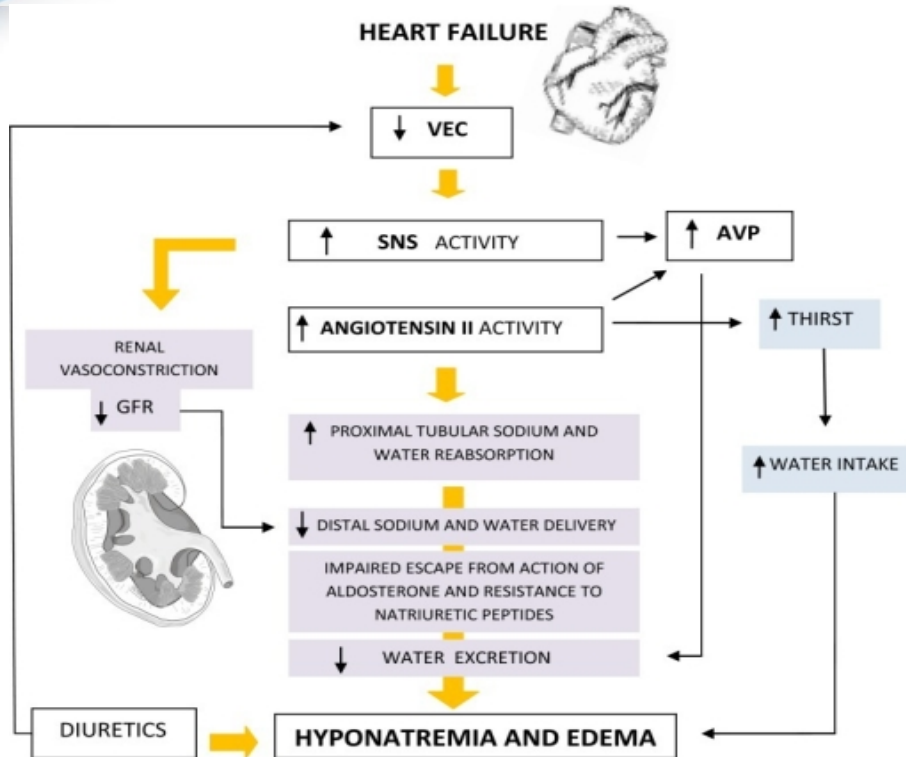 HEART FAILURE
↓ VEC
↑ SNS ACTIVITY
↑ AVP
↑ ANGIOTENSIN II ACTIVITY
↑ THIRST
RENAL
VASOCONSTRICTION
↓ GFR
↑ PROXIMAL TUBULAR SODIUM AND
WATER REABSORPTION
↑ WATER INTAKE
↓ DISTAL SODIUM AND WATER DELIVERY
IMPAIRED ESCAPE FROM ACTION OF
ALDOSTERONE AND RESISTANCE TO
NATRIURETIC PEPTIDES
↓ WATER EXCRETION
DIURETICS
HYPONATREMIA AND EDEMA